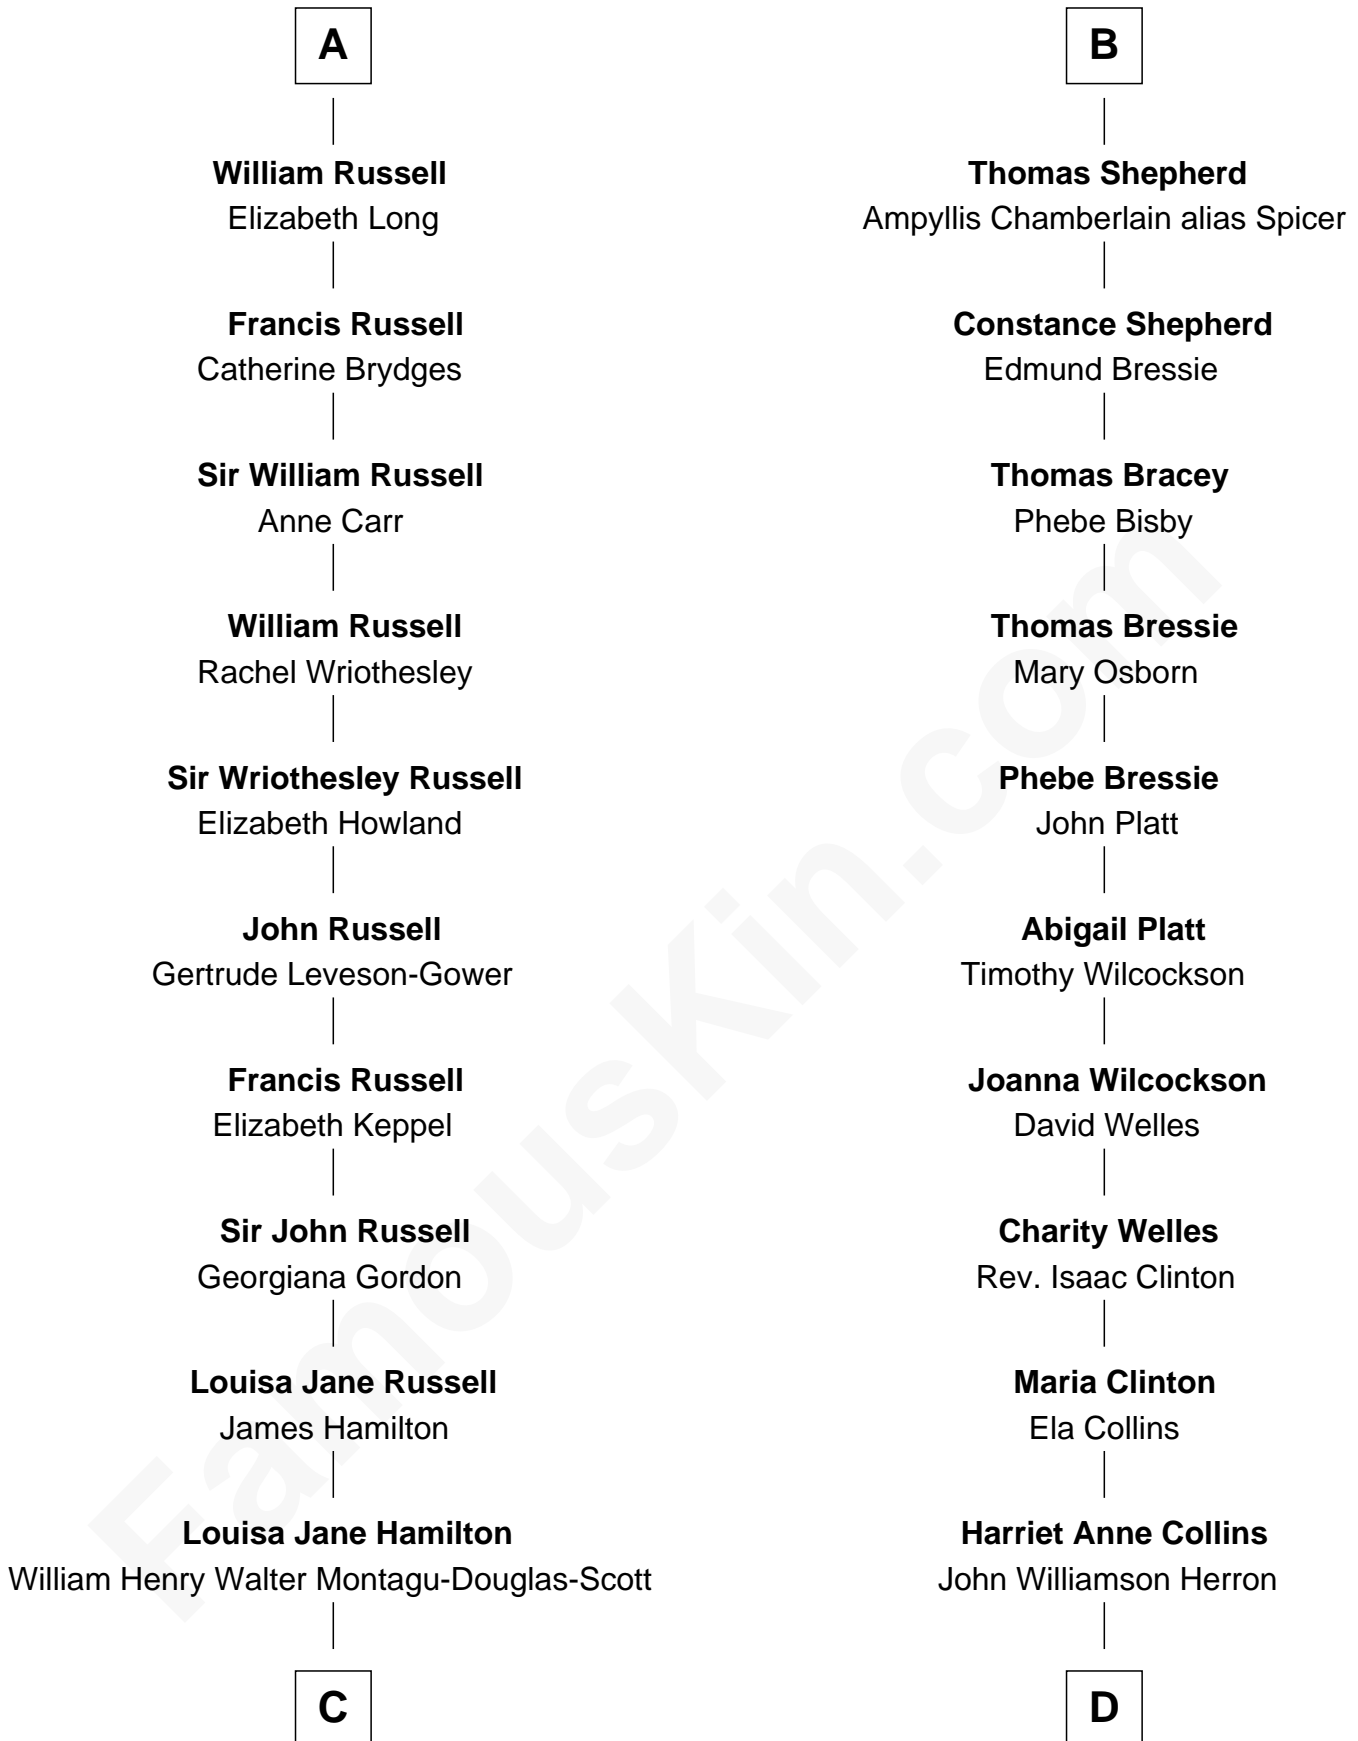 A
William Russell
Elizabeth Long
Francis Russell
Catherine Brydges
Sir William Russell
Anne Carr
William Russell
Rachel Wriothesley
Sir Wriothesley Russell
Elizabeth Howland
John Russell
Gertrude Leveson-Gower
Francis Russell
Elizabeth Keppel
Sir John Russell
Georgiana Gordon
Louisa Jane Russell
James Hamilton
Louisa Jane Hamilton
William Henry Walter Montagu-Douglas-Scott
C
B
Thomas Shepherd
Ampyllis Chamberlain alias Spicer
Constance Shepherd
Edmund Bressie
Thomas Bracey
Phebe Bisby
Thomas Bressie
Mary Osborn
Phebe Bressie
John Platt
Abigail Platt
Timothy Wilcockson
Joanna Wilcockson
David Welles
Charity Welles
Rev. Isaac Clinton
Maria Clinton
Ela Collins
Harriet Anne Collins
John Williamson Herron
D
FamousKin.com